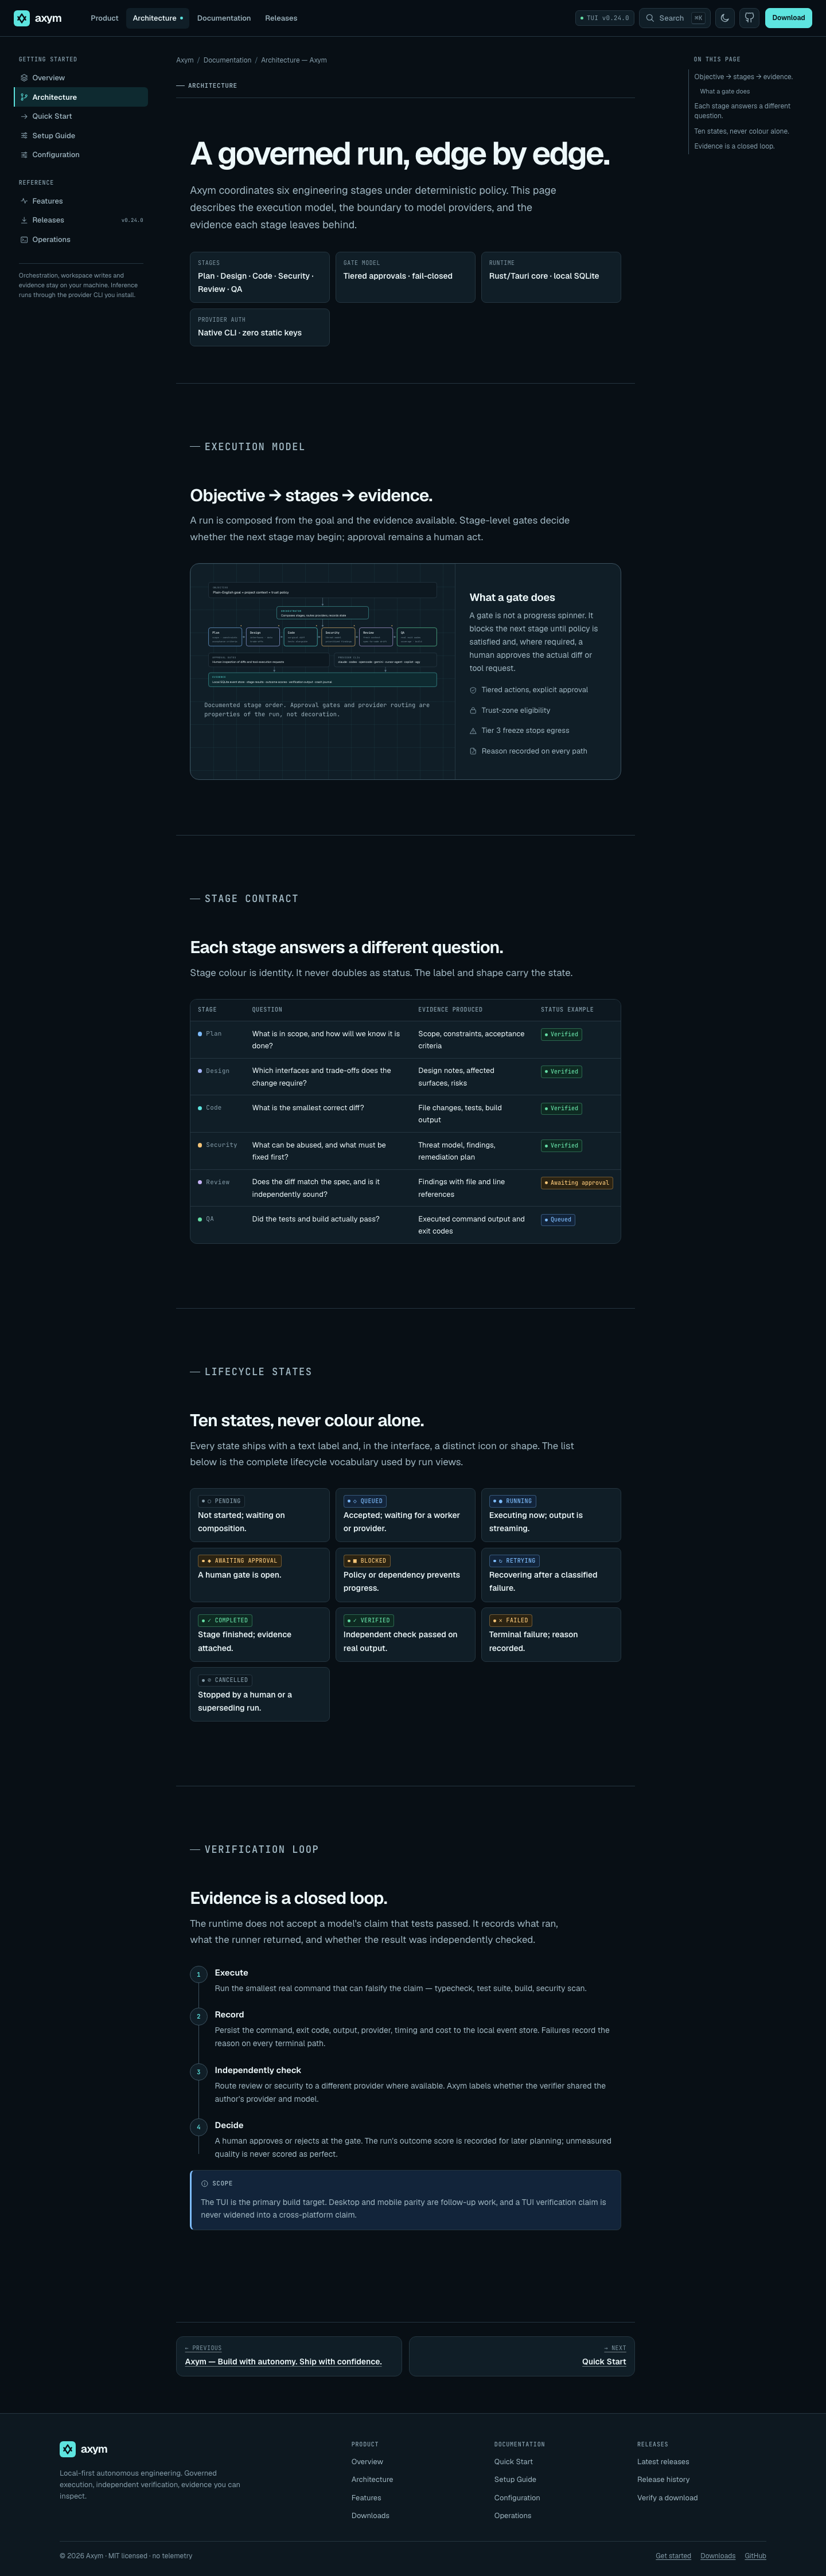 axym
Product
Architecture
Documentation
Releases
TUI v0.24.0
Search
⌘K
Download
GETTING STARTED
Overview
Architecture
Quick Start
Setup Guide
Configuration
REFERENCE
Features
Releases
v0.24.0
Operations
Orchestration, workspace writes and
evidence stay on your machine. Inference
runs through the provider CLI you install.
Axym / Documentation / Architecture — Axym
ARCHITECTURE
A governed run, edge by edge.
Axym coordinates six engineering stages under deterministic policy. This page
describes the execution model, the boundary to model providers, and the
evidence each stage leaves behind.
STAGES
Plan · Design · Code · Security ·
Review · QA
GATE MODEL
Tiered approvals · fail-closed
RUNTIME
Rust/Tauri core · local SQLite
PROVIDER AUTH
Native CLI · zero static keys
ON THIS PAGE
Objective → stages → evidence.
What a gate does
Each stage answers a different
question.
Ten states, never colour alone.
Evidence is a closed loop.
EXECUTION MODEL
Objective → stages → evidence.
A run is composed from the goal and the evidence available. Stage-level gates decide
whether the next stage may begin; approval remains a human act.
Plain-English goal + project context + trust policy
Composes stages, routes providers, records state
Plan
Design
Code
Security
Review
QA
Documented stage order. Approval gates and provider routing are
properties of the run, not decoration.
What a gate does
A gate is not a progress spinner. It
blocks the next stage until policy is
satisfied and, where required, a
human approves the actual diff or
tool request.
Tiered actions, explicit approval
Trust-zone eligibility
Tier 3 freeze stops egress
Reason recorded on every path
STAGE CONTRACT
Each stage answers a different question.
Stage colour is identity. It never doubles as status. The label and shape carry the state.
STAGE QUESTION EVIDENCE PRODUCED STATUS EXAMPLE
Plan What is in scope, and how will we know it is Scope, constraints, acceptance Verified
done? criteria
Design Which interfaces and trade-offs does the Design notes, affected Verified
change require? surfaces, risks
Code What is the smallest correct diff? File changes, tests, build Verified
output
Security What can be abused, and what must be Threat model, findings, Verified
fixed first? remediation plan
Review Does the diff match the spec, and is it Findings with file and line Awaiting approval
independently sound? references
QA Did the tests and build actually pass? Executed command output and Queued
exit codes
LIFECYCLE STATES
Ten states, never colour alone.
Every state ships with a text label and, in the interface, a distinct icon or shape. The list
below is the complete lifecycle vocabulary used by run views.
PENDING
Not started; waiting on
composition.
QUEUED
Accepted; waiting for a worker
or provider.
RUNNING
Executing now; output is
streaming.
AWAITING APPROVAL
A human gate is open.
BLOCKED
Policy or dependency prevents
progress.
RETRYING
Recovering after a classified
failure.
✓ COMPLETED
Stage finished; evidence
attached.
✓ VERIFIED
Independent check passed on
real output.
× FAILED
Terminal failure; reason
recorded.
CANCELLED
Stopped by a human or a
superseding run.
VERIFICATION LOOP
Evidence is a closed loop.
The runtime does not accept a model's claim that tests passed. It records what ran,
what the runner returned, and whether the result was independently checked.
1
Execute
Run the smallest real command that can falsify the claim — typecheck, test suite, build, security scan.
2
Record
Persist the command, exit code, output, provider, timing and cost to the local event store. Failures record the
reason on every terminal path.
3
Independently check
Route review or security to a different provider where available. Axym labels whether the verifier shared the
author's provider and model.
4
Decide
A human approves or rejects at the gate. The run's outcome score is recorded for later planning; unmeasured
quality is never scored as perfect.
SCOPE
The TUI is the primary build target. Desktop and mobile parity are follow-up work, and a TUI verification claim is
never widened into a cross-platform claim.
← PREVIOUS
Axym — Build with autonomy. Ship with confidence.
→ NEXT
Quick Start
axym
Local-first autonomous engineering. Governed
execution, independent verification, evidence you can
inspect.
PRODUCT
Overview
Architecture
Features
Downloads
DOCUMENTATION
Quick Start
Setup Guide
Configuration
Operations
RELEASES
Latest releases
Release history
Verify a download
© 2026 Axym · MIT licensed · no telemetry
Get started
Downloads
GitHub